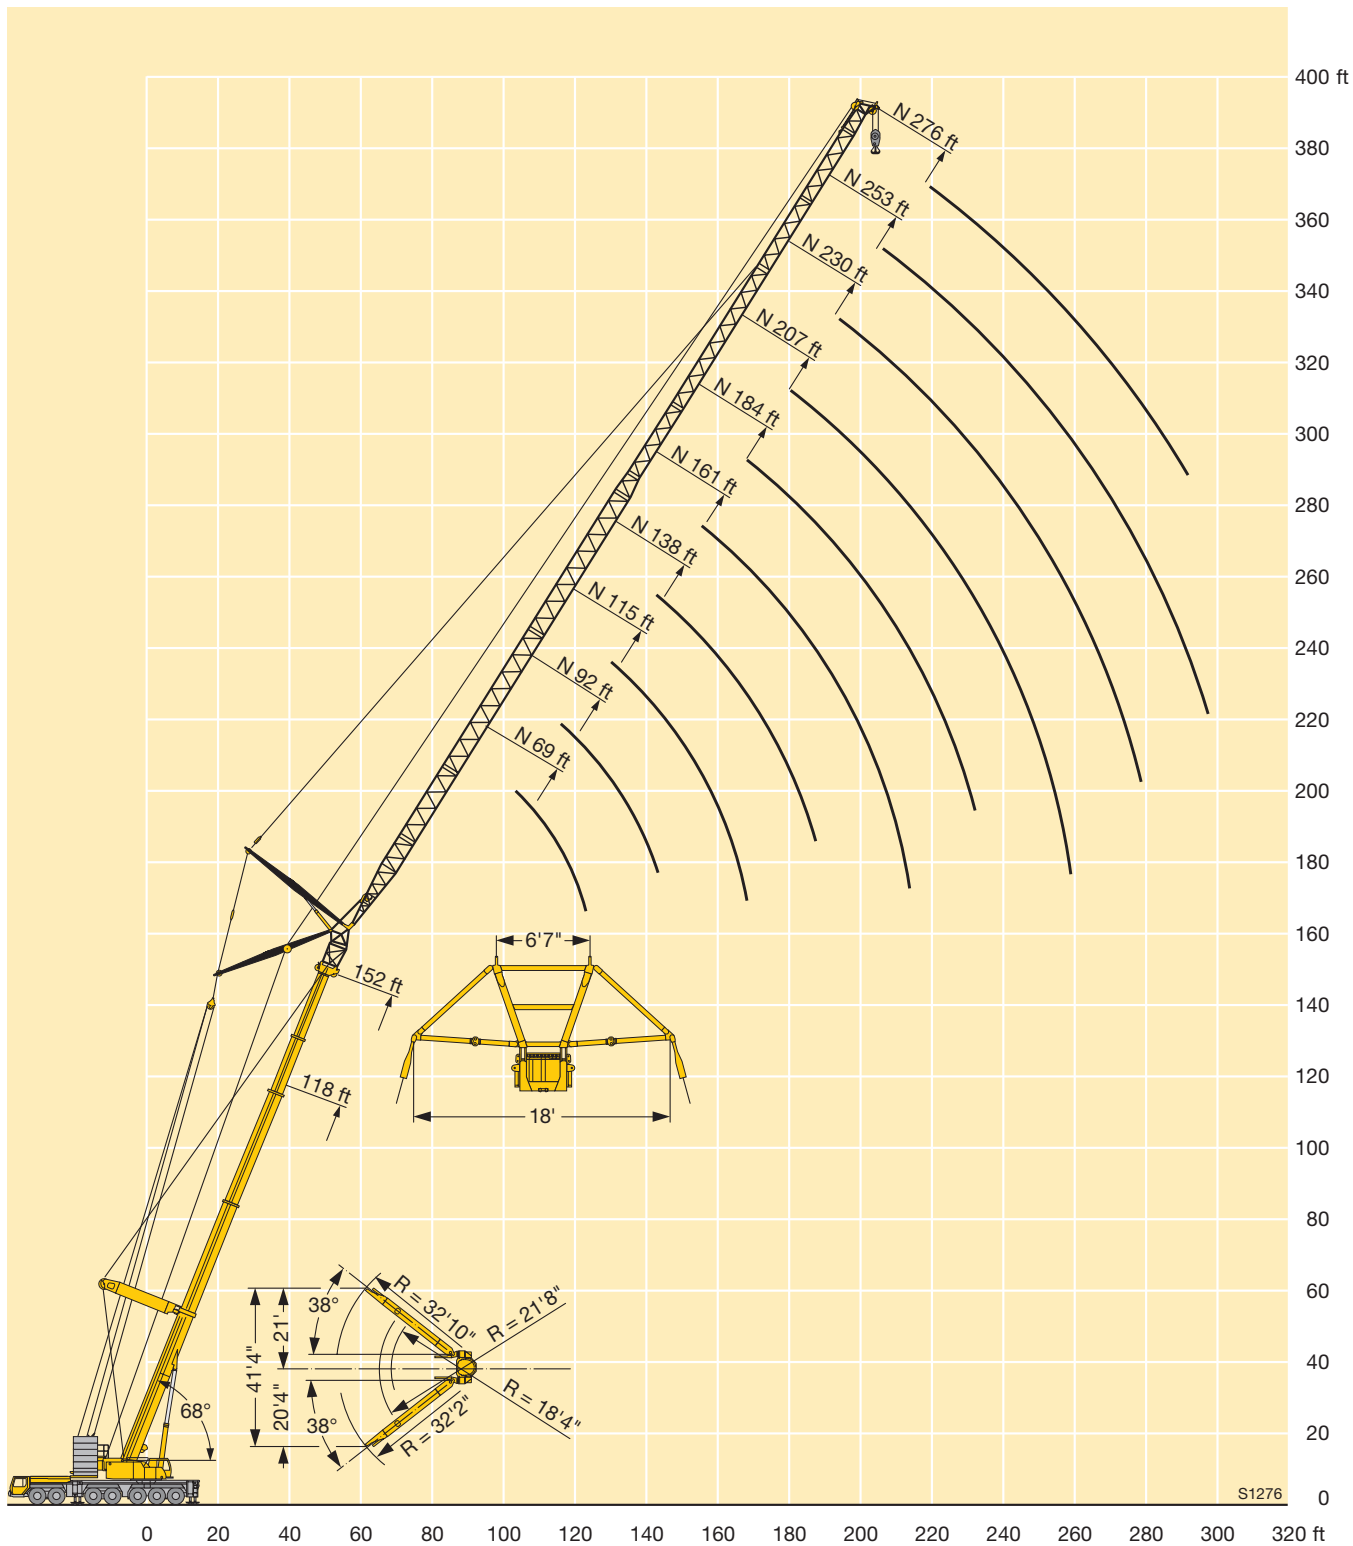 400 ft
N 276 ft
380
N 253 ft
360
N 230 ft
340
N 207 ft
320
N 184 ft
300
N 161 ft
280
N 138 ft
260
N 115 ft
240
N 92 ft
220
N 69 ft
200
180
160
6'7"
152 ft
140
120
118 ft
18'
100
80
60
38°
R = 32'10"
R = 21'8"
21'
41'4"
40
20'4"
68°
38°
R = 32'2"
R = 18'4"
20
S1276
0
0 20 40 60 80 100 120 140 160 180 200 220 240 260 280 300 320 ft